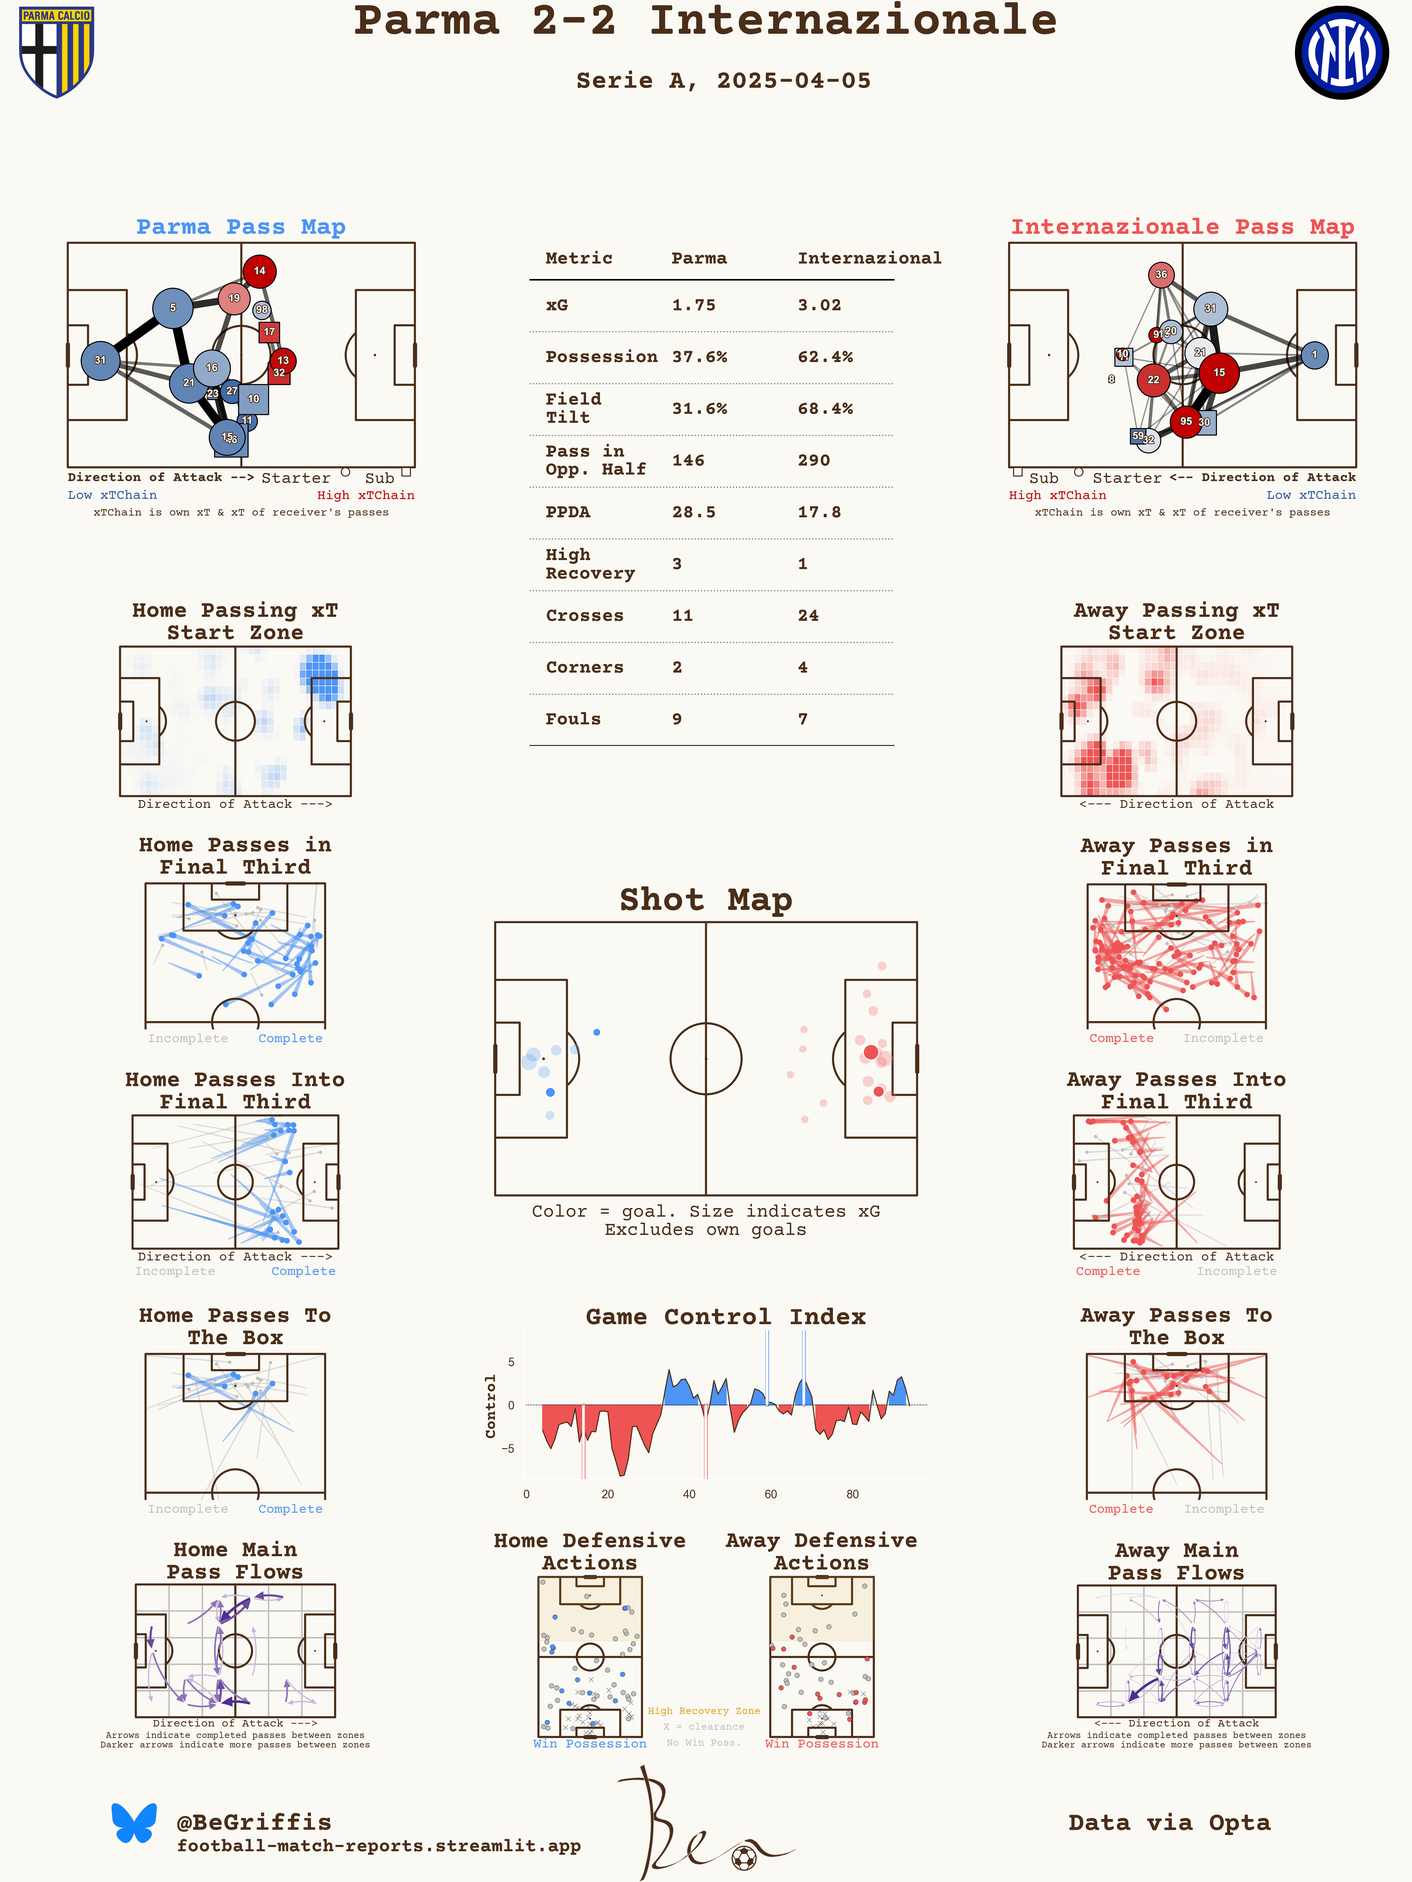 Parma 2-2 Internazionale
Serie A, 2025-04-05
PARMA CALCIO
Parma Pass Map
14
19
5
98
17
31
13
32
16
21
23
27
10
11
15
Direction of Attack --> Starter Sub
Low xTChain High xTChain
xTChain is own xT & xT of receiver's passes
Metric Parma Internazional
xG 1.75 3.02
Possession 37.6% 62.4%
Field
Tilt 31.6% 68.4%
Pass in
Opp. Half 146 290
PPDA 28.5 17.8
High
Recovery 3 1
Crosses 11 24
Corners 2 4
Fouls 9 7
Internazionale Pass Map
36
31
20
10
21
1
8
22
15
95
30
59
Sub Starter <-- Direction of Attack
High xTChain Low xTChain
xTChain is own xT & xT of receiver's passes
Home Passing xT
Start Zone
Direction of Attack --->
Away Passing xT
Start Zone
<--- Direction of Attack
Home Passes in
Final Third
Incomplete Complete
Away Passes in
Final Third
Complete Incomplete
Shot Map
Color = goal. Size indicates xG
Excludes own goals
Home Passes Into
Final Third
Direction of Attack --->
Incomplete Complete
Away Passes Into
Final Third
<--- Direction of Attack
Complete Incomplete
Home Passes To
The Box
Incomplete Complete
Game Control Index
Control
5
0
−5
0 20 40 60 80
Away Passes To
The Box
Complete Incomplete
Home Main
Pass Flows
Direction of Attack --->
Arrows indicate completed passes between zones
Darker arrows indicate more passes between zones
Home Defensive
Actions
Win Possession
High Recovery Zone
X = clearance
No Win Poss.
Away Defensive
Actions
Win Possession
Away Main
Pass Flows
<--- Direction of Attack
Arrows indicate completed passes between zones
Darker arrows indicate more passes between zones
@BeGriffis
football-match-reports.streamlit.app
Ben
Data via Opta